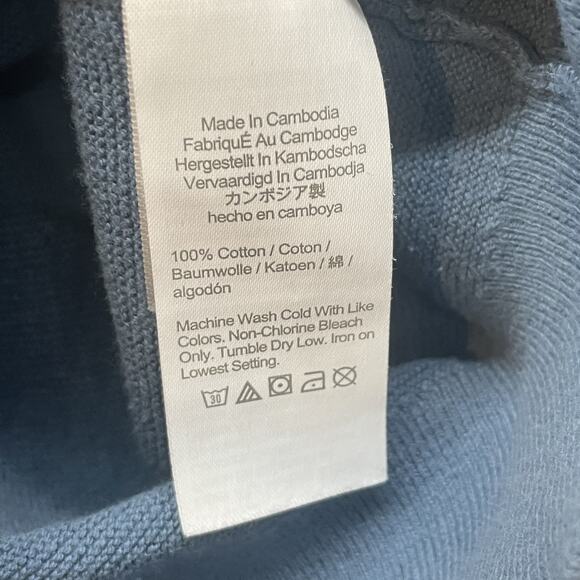 Made In Cambodia
FabriquÉ Au Cambodge
Hergestellt In Kambodscha
Vervaardigd In Cambodja
カンボジア製
hecho en camboya
100% Cotton / Coton /
Baumwolle / Katoen / 綿 /
algodón
Machine Wash Cold With Like
Colors. Non-Chlorine Bleach
Only. Tumble Dry Low. Iron on
Lowest Setting.
30